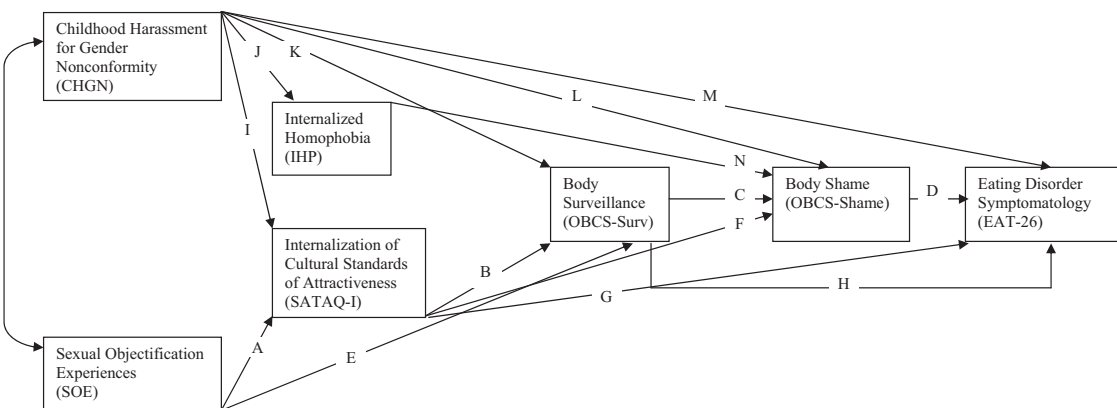 Childhood Harassment
for Gender
Nonconformity
(CHGN)
J
K
L
M
I
Internalized
Homophobia
(IHP)
N
Body
Surveillance
(OBCS-Surv)
C
Body Shame
(OBCS-Shame)
D
Eating Disorder
Symptomatology
(EAT-26)
F
Internalization of
Cultural Standards
of Attractiveness
(SATAQ-I)
B
G
H
A
E
Sexual Objectification
Experiences
(SOE)